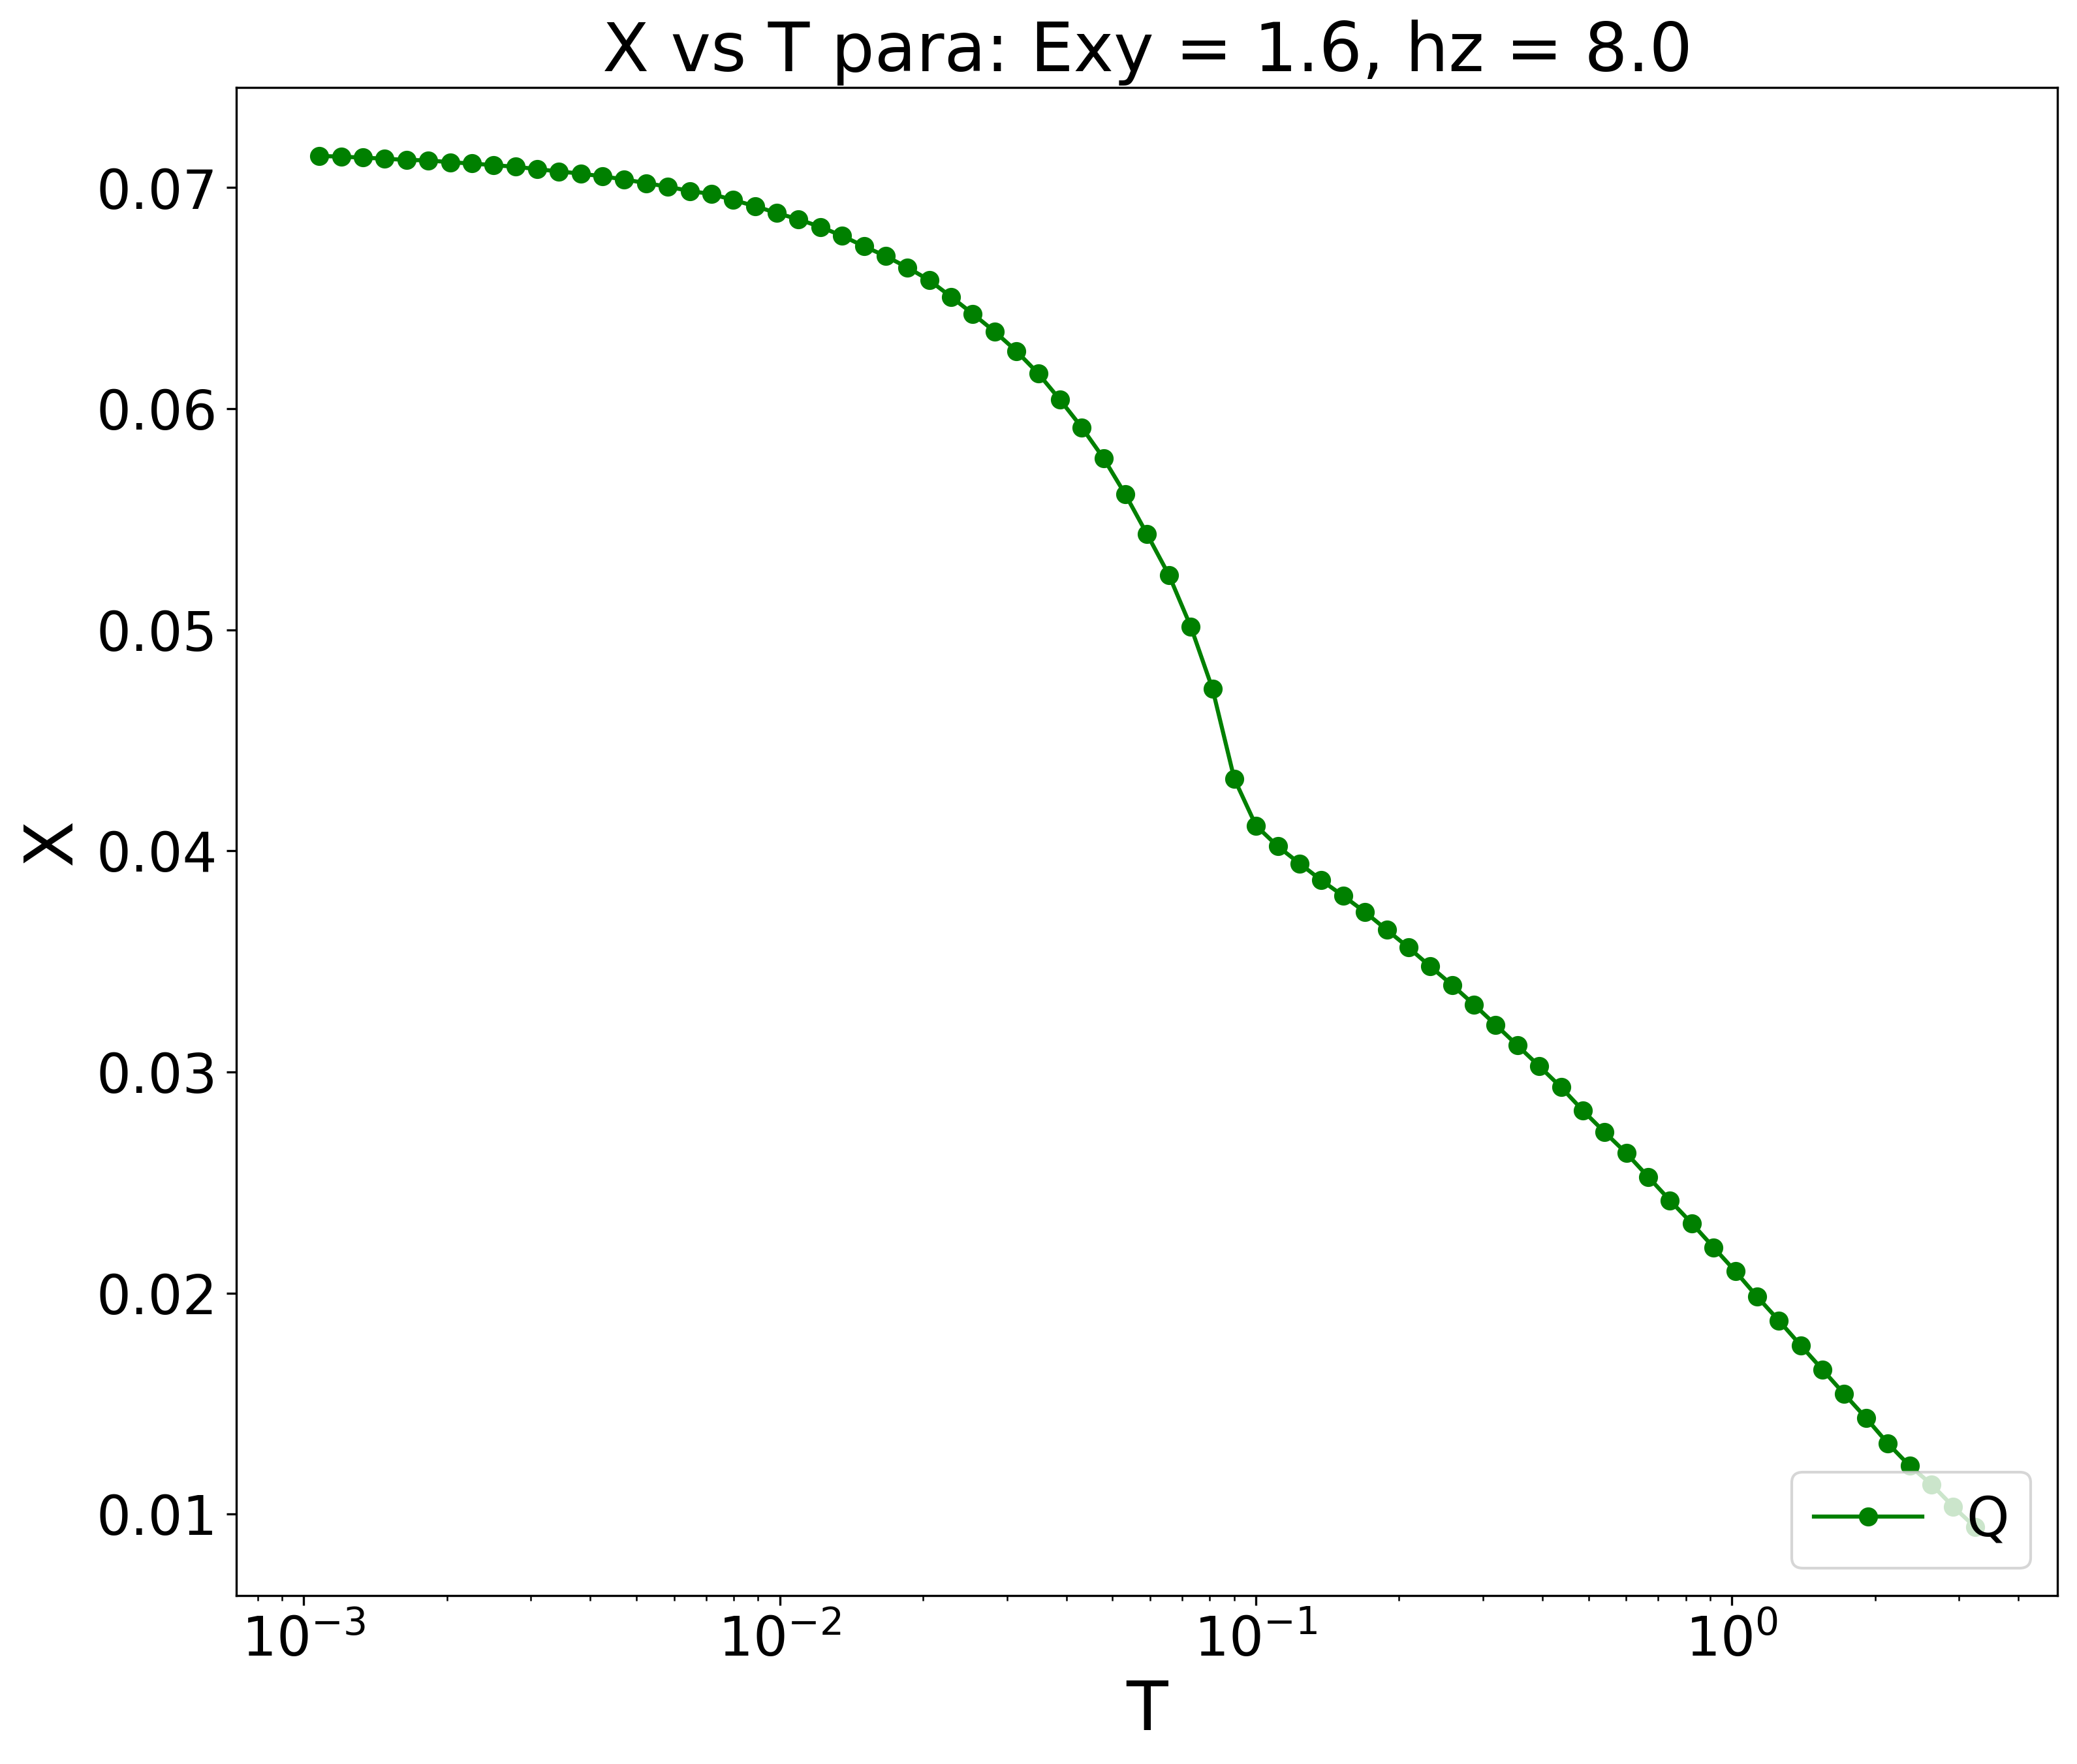 X vs T para: Exy = 1.6, hz = 8.0
X
0.07
0.06
0.05
0.04
0.03
0.02
0.01
Q
10⁻³ 10⁻² 10⁻¹ 10⁰
T